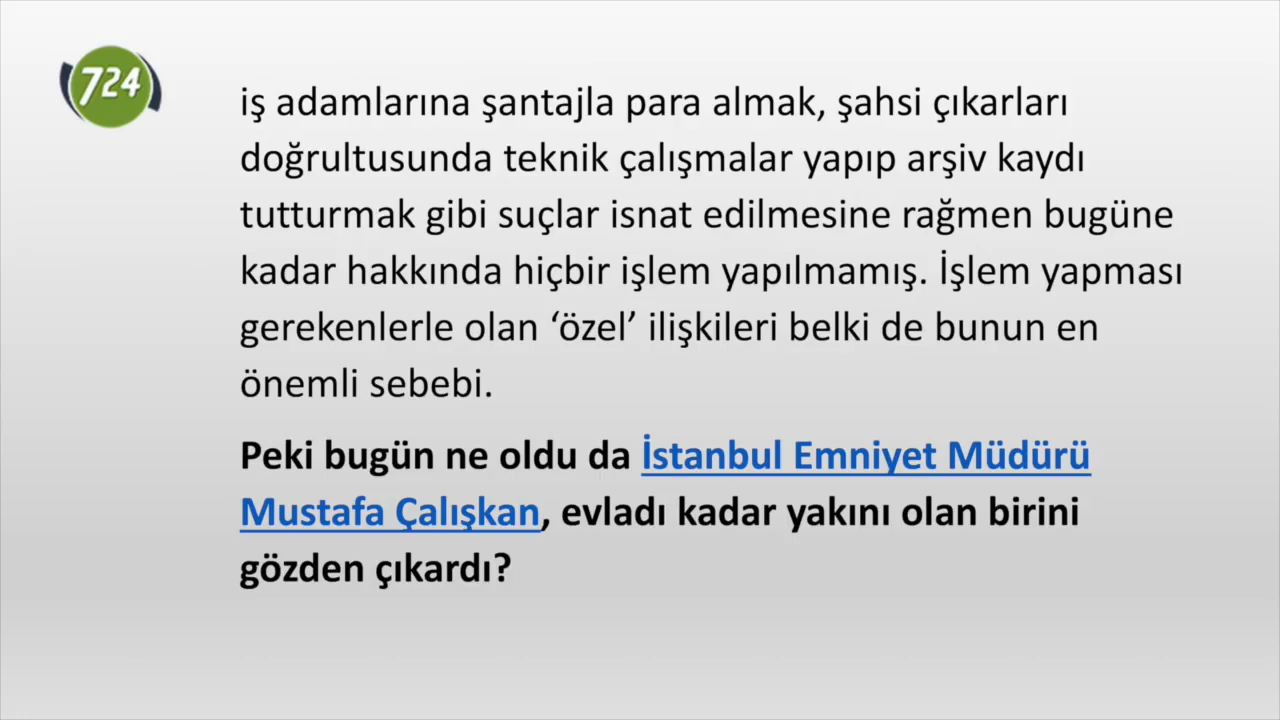 724
iş adamlarına şantajla para almak, şahsi çıkarları
doğrultusunda teknik çalışmalar yapıp arşiv kaydı
tutturmak gibi suçlar isnat edilmesine rağmen bugüne
kadar hakkında hiçbir işlem yapılmamış. İşlem yapması
gerekenlerle olan ‘özel’ ilişkileri belki de bunun en
önemli sebebi.
Peki bugün ne oldu da İstanbul Emniyet Müdürü
Mustafa Çalışkan, evladı kadar yakını olan birini
gözden çıkardı?